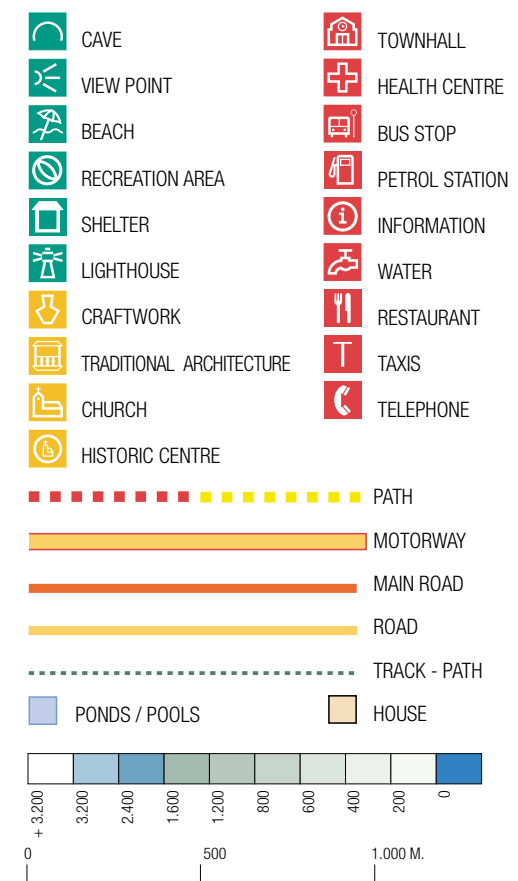 CAVE
VIEW POINT
BEACH
RECREATION AREA
SHELTER
LIGHTHOUSE
CRAFTWORK
TRADITIONAL ARCHITECTURE
CHURCH
HISTORIC CENTRE
TOWNHALL
HEALTH CENTRE
BUS STOP
PETROL STATION
INFORMATION
WATER
RESTAURANT
T
TAXIS
TELEPHONE
PATH
MOTORWAY
MAIN ROAD
ROAD
TRACK - PATH
PONDS / POOLS
HOUSE
+ 3.200
3.200
2.400
1.600
1.200
800
600
400
200
0
0 500 1.000 M.